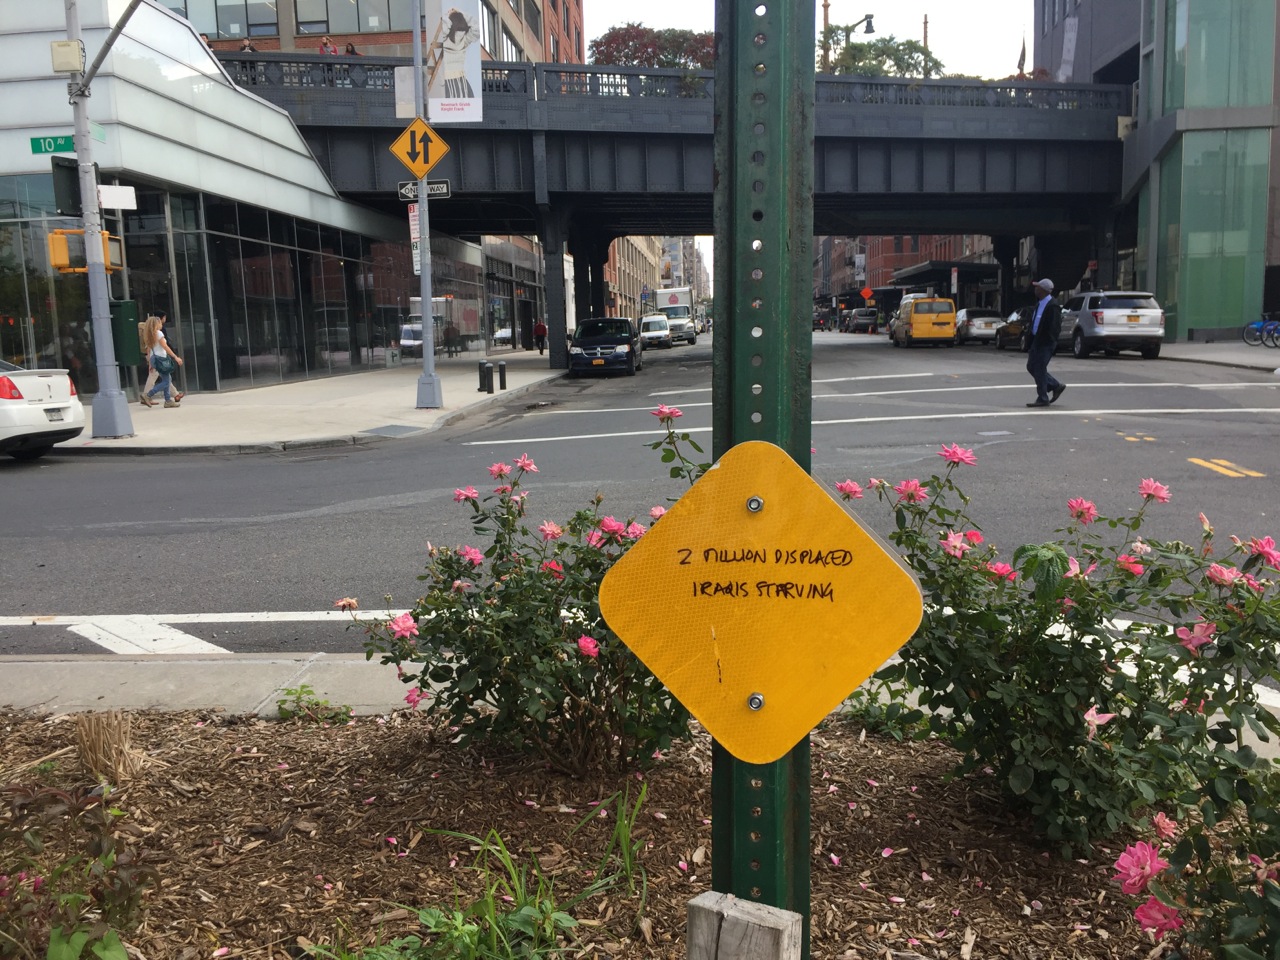 10 AV
ONE WAY
2 MILLION DISPLACED
IRAQIS STARVING